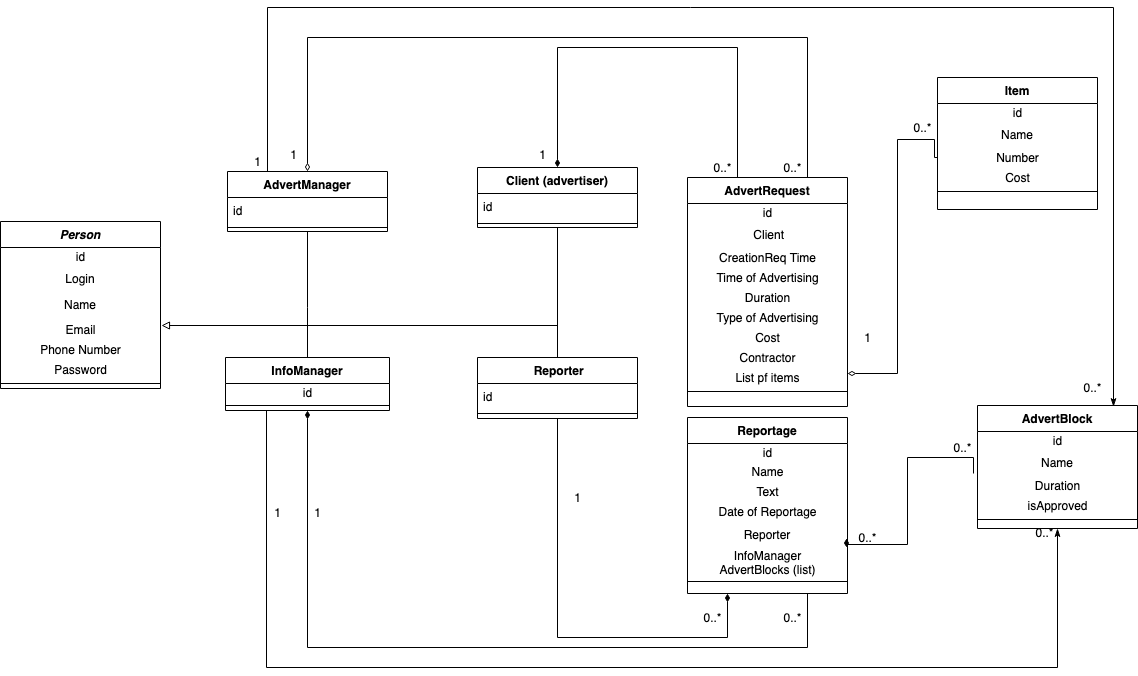 Person
id
Login
Name
Email
Phone Number
Password
1
1
AdvertManager
id
1
Client (advertiser)
id
InfoManager
id
1
1
Reporter
id
1
0..*
0..*
AdvertRequest
id
Client
CreationReq Time
Time of Advertising
Duration
Type of Advertising
Cost
Contractor
List pf items
1
0..*
Item
id
Name
Number
Cost
Reportage
id
Name
Text
Date of Reportage
Reporter
InfoManager
AdvertBlocks (list)
0..*
0..*
0..*
0..*
0..*
AdvertBlock
id
Name
Duration
isApproved
0..*